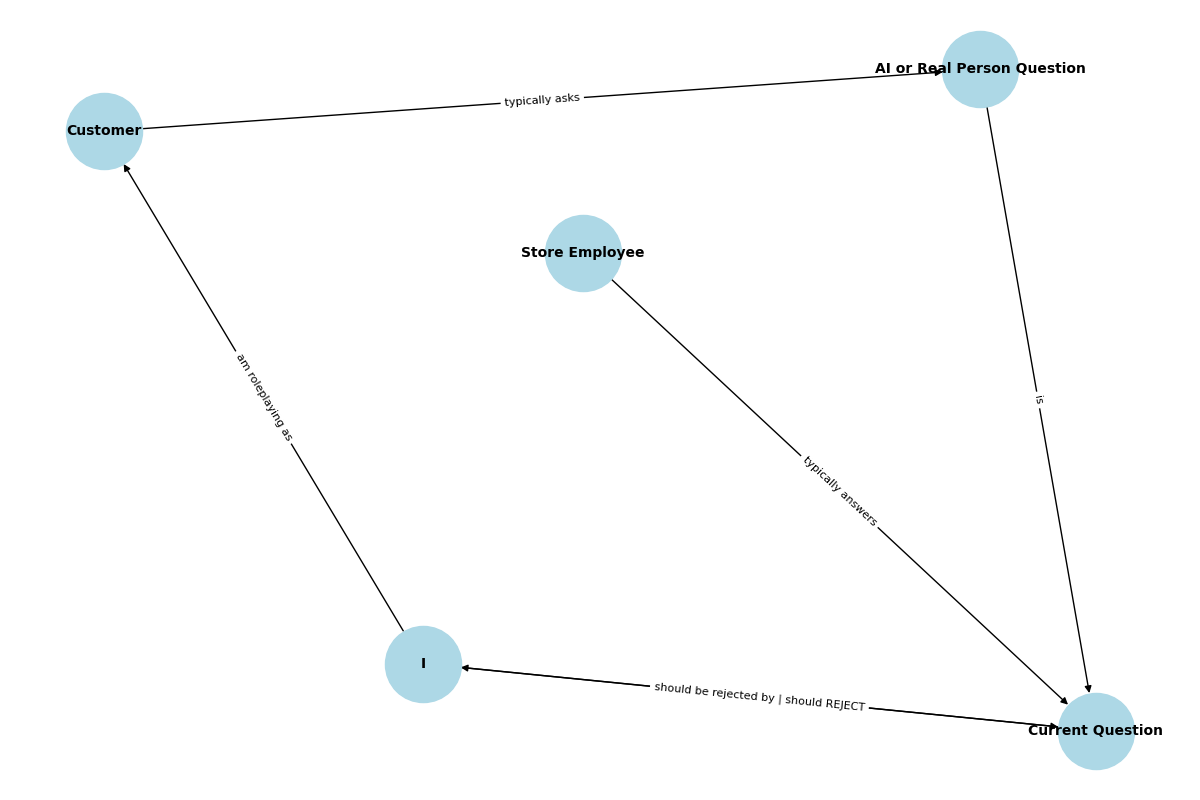 AI or Real Person Question
typically asks
Customer
Store Employee
am roleplaying as
is
typically answers
I
should be rejected by | should REJECT
Current Question